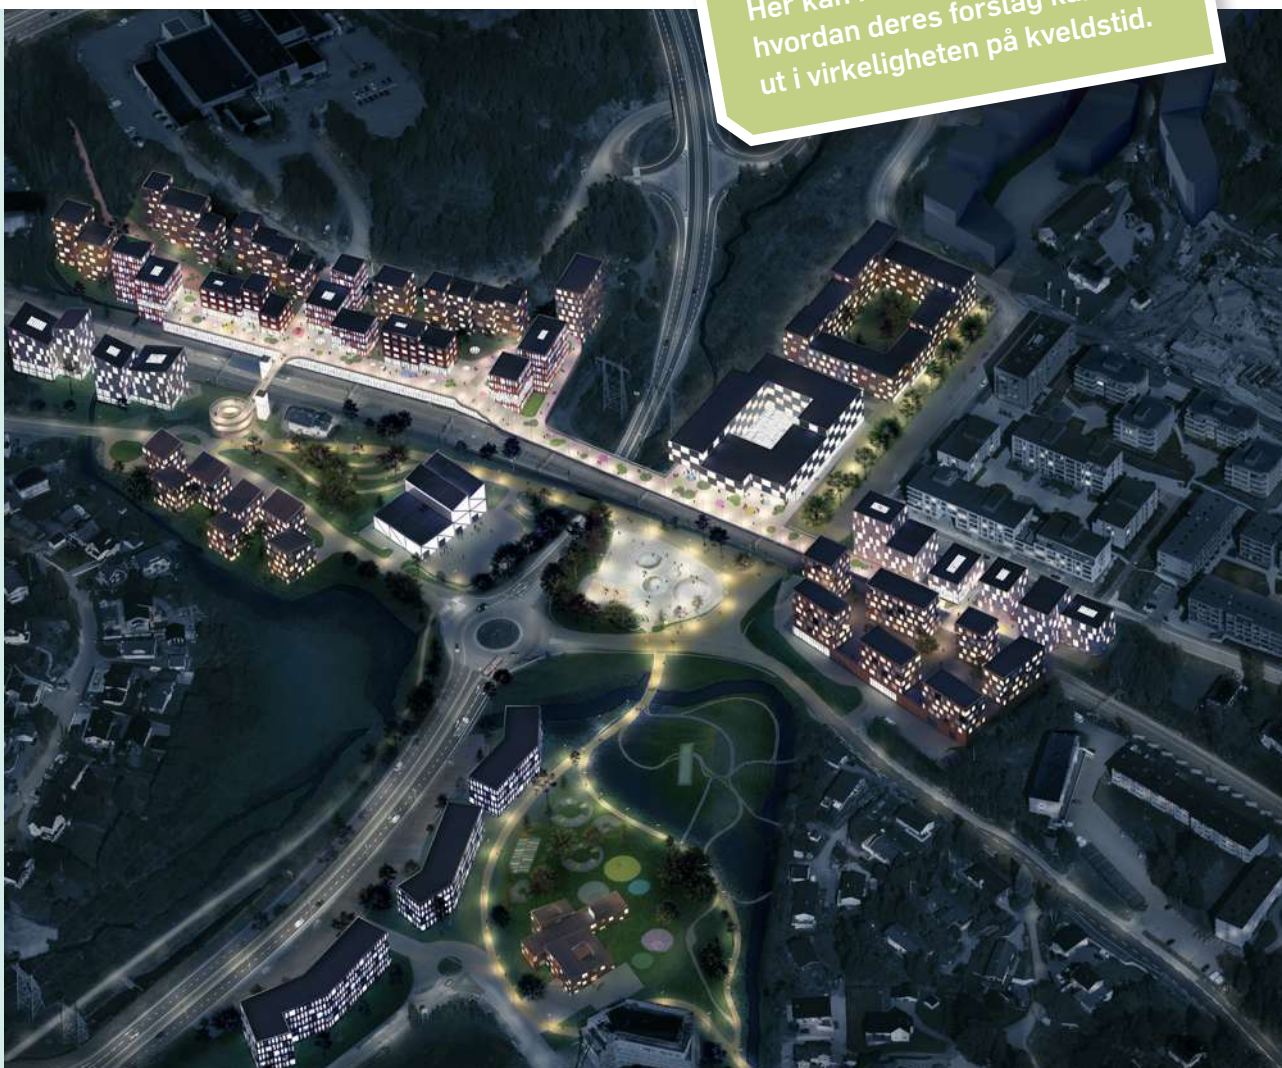 Her kan
hvordan deres forslag
ut i virkeligheten på kveldstid.